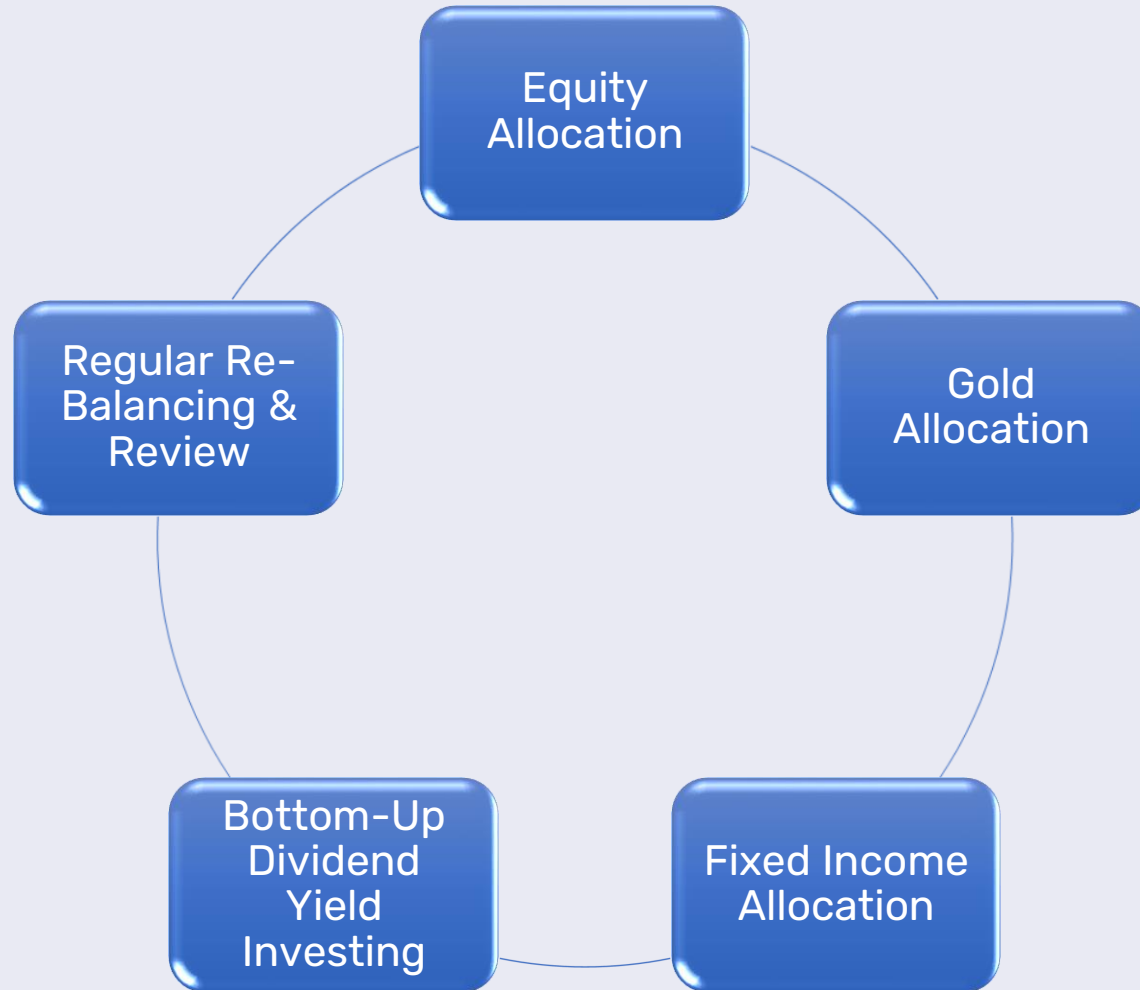 Equity
Allocation
Gold
Allocation
Fixed Income
Allocation
Bottom-Up
Dividend
Yield
Investing
Regular Re-
Balancing &
Review